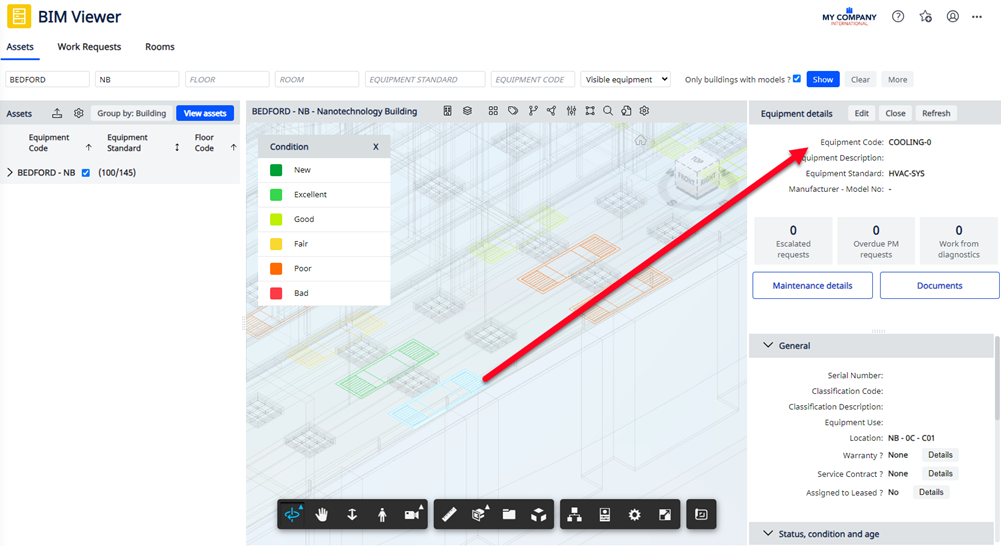 BIM Viewer
MY COMPANY
INTERNATIONAL
Assets Work Requests Rooms
BEDFORD NB FLOOR ROOM EQUIPMENT STANDARD EQUIPMENT CODE Visible equipment Only buildings with models ? Show Clear More
Assets Group by: Building View assets
BEDFORD - NB - Nanotechnology Building
Equipment details Edit Close Refresh
Equipment Code Equipment Standard Floor Code
BEDFORD - NB (100/145)
Condition X
New
Excellent
Good
Fair
Poor
Bad
TOP
FRONT
Equipment Code: COOLING-0
Equipment Description:
Equipment Standard: HVAC-SYS
Manufacturer - Model No: -
0 0 0
Escalated requests Overdue PM requests Work from diagnostics
Maintenance details Documents
General
Serial Number:
Classification Code:
Classification Description:
Equipment Use:
Location: NB - 0C - C01
Warranty ? None Details
Service Contract ? None Details
Assigned to Leased ? No Details
Status, condition and age